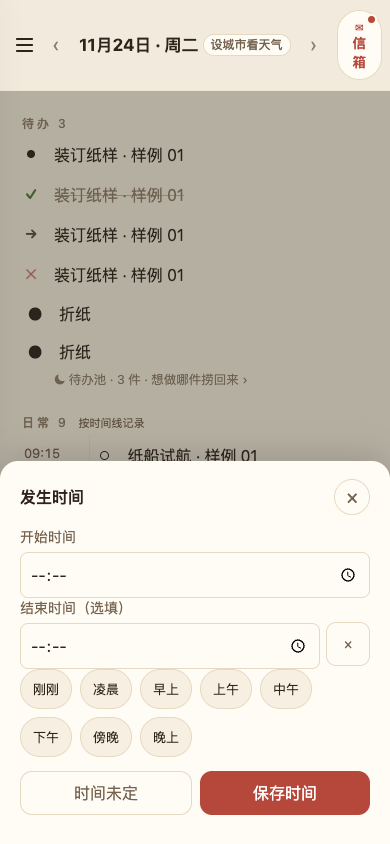 11月24日 · 周二 设城市看天气
信箱
待办 3
装订纸样 · 样例 01
装订纸样 · 样例 01
装订纸样 · 样例 01
装订纸样 · 样例 01
折纸
折纸
待办池 · 3 件 · 想做哪件捞回来 ›
日常 9 按时间线记录
09:15 纸船试航 · 样例 01
发生时间
开始时间
--:--
结束时间（选填）
--:--
刚刚 凌晨 早上 上午 中午
下午 傍晚 晚上
时间未定 保存时间